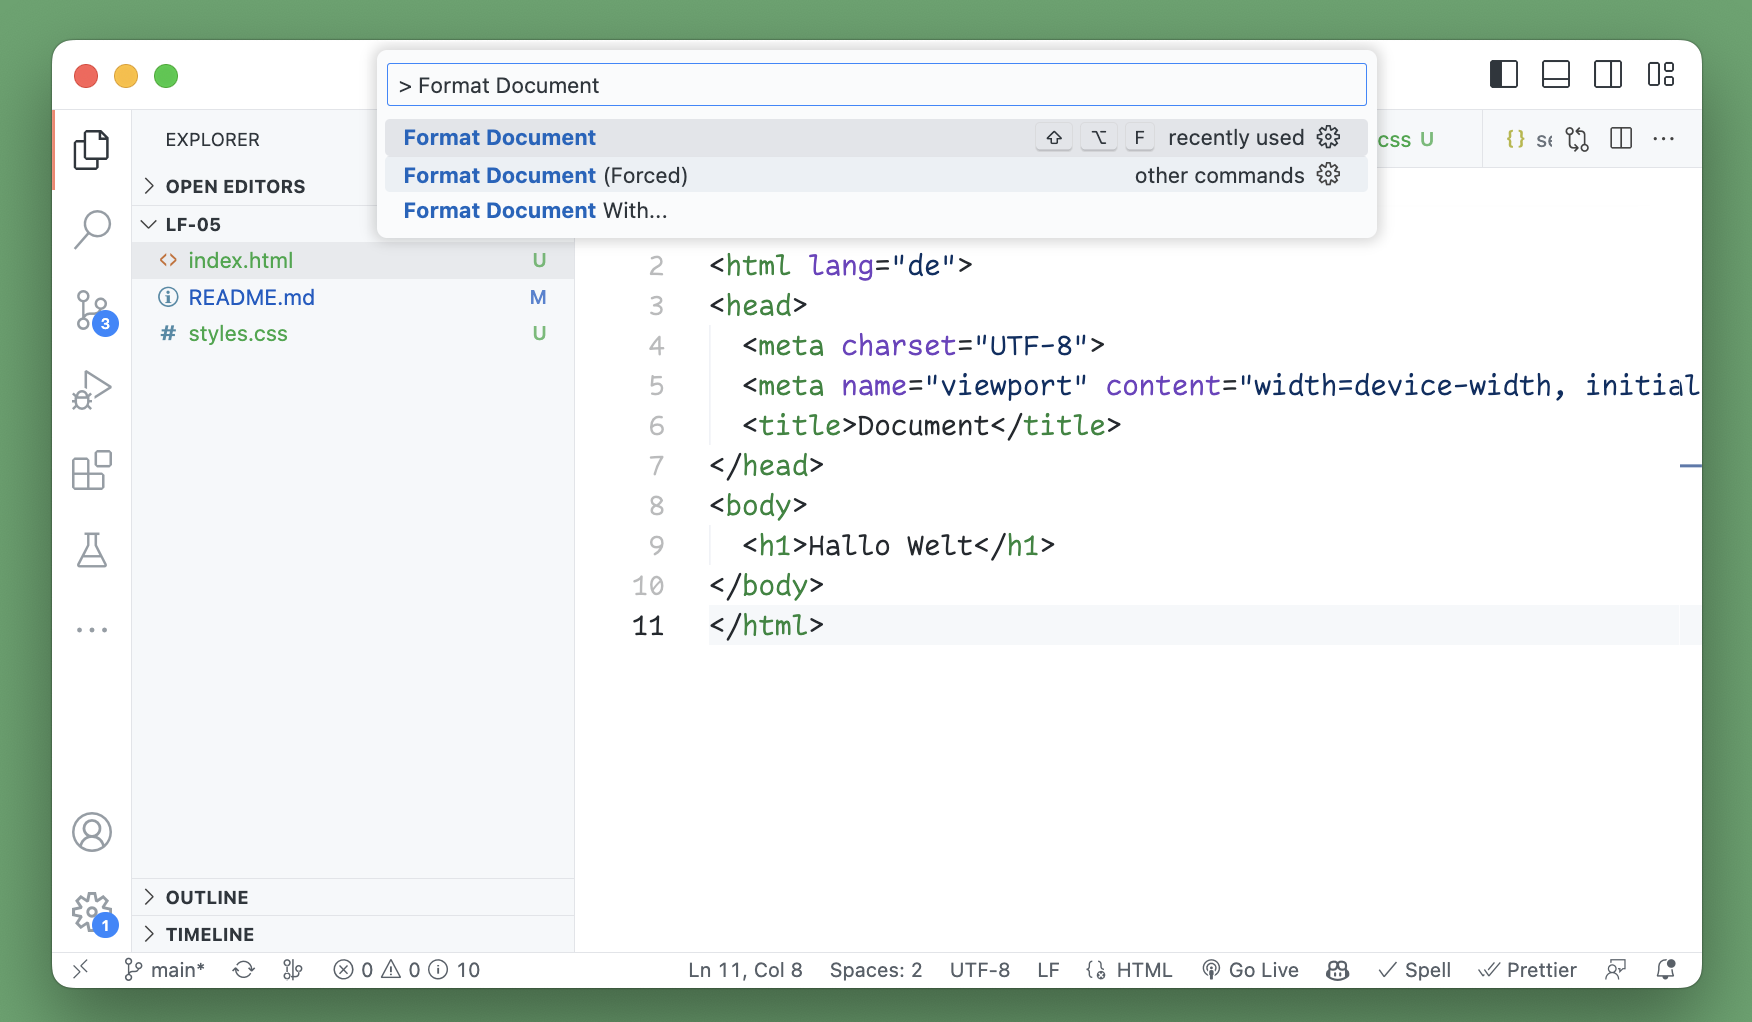 > Format Document
Format Document ⇧ ⌥ F recently used
Format Document (Forced) other commands
Format Document With...
EXPLORER
OPEN EDITORS
LF-05
<> index.html U
README.md M
# styles.css U
OUTLINE
TIMELINE
3
1
css U
{} se
2 <html lang="de">
3 <head>
4 <meta charset="UTF-8">
5 <meta name="viewport" content="width=device-width, initial
6 <title>Document</title>
7 </head>
8 <body>
9 <h1>Hallo Welt</h1>
10 </body>
11 </html>
main* 0 0 10 Ln 11, Col 8 Spaces: 2 UTF-8 LF HTML Go Live Spell Prettier